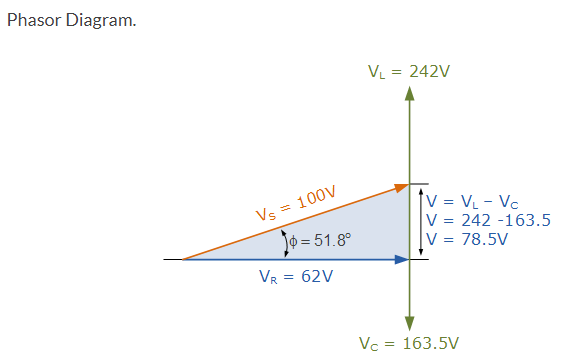 Phasor Diagram.
V_L = 242V
V_S = 100V
V = V_L - V_C
V = 242 -163.5
V = 78.5V
ϕ = 51.8°
V_R = 62V
V_C = 163.5V